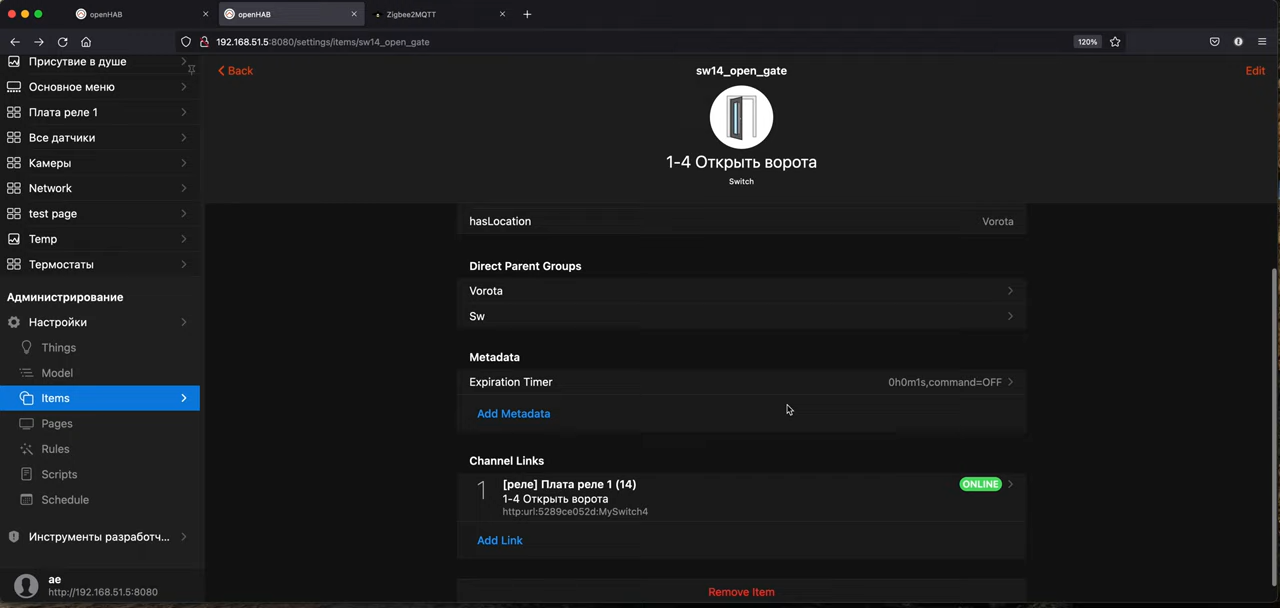 openHAB
openHAB
Zigbee2MQTT
192.168.51.5:8080/settings/items/sw14_open_gate
120%
Присутвие в душе
Основное меню
Плата реле 1
Все датчики
Камеры
Network
test page
Temp
Термостаты
Администрирование
Настройки
Things
Model
Items
Pages
Rules
Scripts
Schedule
Инструменты разработч...
ae
http://192.168.51.5:8080
Back
sw14_open_gate
Edit
1-4 Открыть ворота
Switch
hasLocation
Vorota
Direct Parent Groups
Vorota
Sw
Metadata
Expiration Timer
0h0m1s,command=OFF
Add Metadata
Channel Links
1
[реле] Плата реле 1 (14)
ONLINE
1-4 Открыть ворота
http:url:5289ce052d:MySwitch4
Add Link
Remove Item